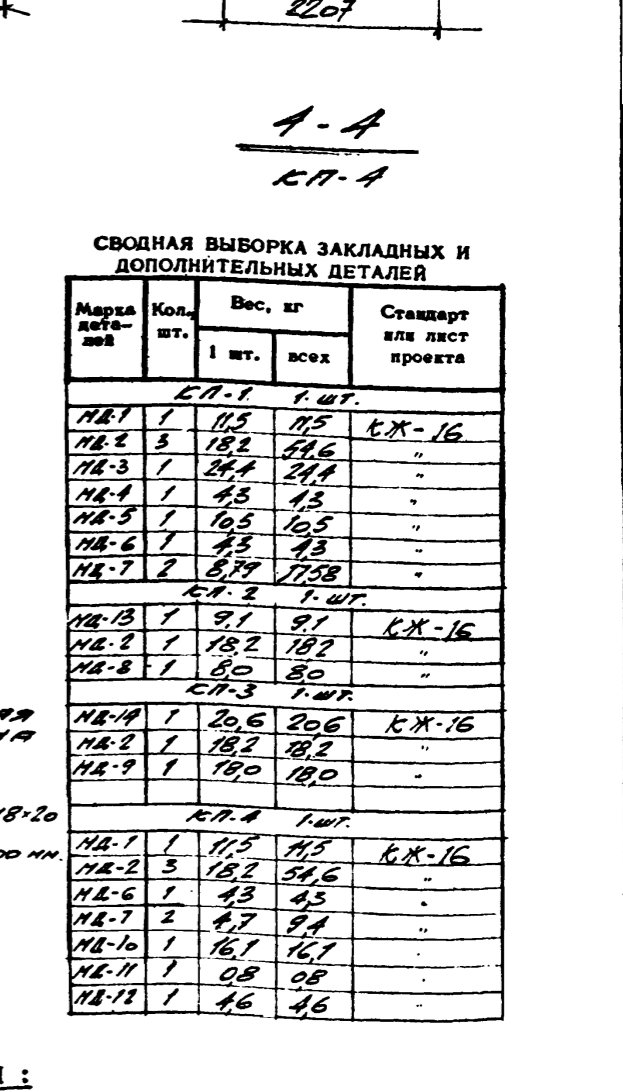 2207
4-4
КП-4
СВОДНАЯ ВЫБОРКА ЗАКЛАДНЫХ И
ДОПОЛНИТЕЛЬНЫХ ДЕТАЛЕЙ
Марка дета- лей Кол., шт. Вес, кг 1 шт. всех Стандарт или лист проекта
КП-1 1-шт.
МД-1 1 11,5 11,5 КЖ-16
МД-2 3 18,2 54,6 "
МД-3 1 24,4 24,4 "
МД-4 1 4,3 4,3 "
МД-5 1 10,5 10,5 "
МД-6 1 4,3 4,3 "
МД-7 2 8,79 17,58 "
КП-2 1-шт.
МД-13 1 9,1 9,1 КЖ-16
МД-2 1 18,2 18,2 "
МД-8 1 8,0 8,0 "
КП-3 1-шт.
МД-14 1 20,6 20,6 КЖ-16
МД-2 1 18,2 18,2 "
МД-9 1 18,0 18,0 "
КП-4 1-шт.
МД-1 1 11,5 11,5 КЖ-16
МД-2 3 18,2 54,6 "
МД-6 1 4,3 4,3 "
МД-7 2 4,7 9,4 "
МД-10 1 16,1 16,1 "
МД-11 1 0,8 0,8 "
МД-12 1 4,6 4,6 "